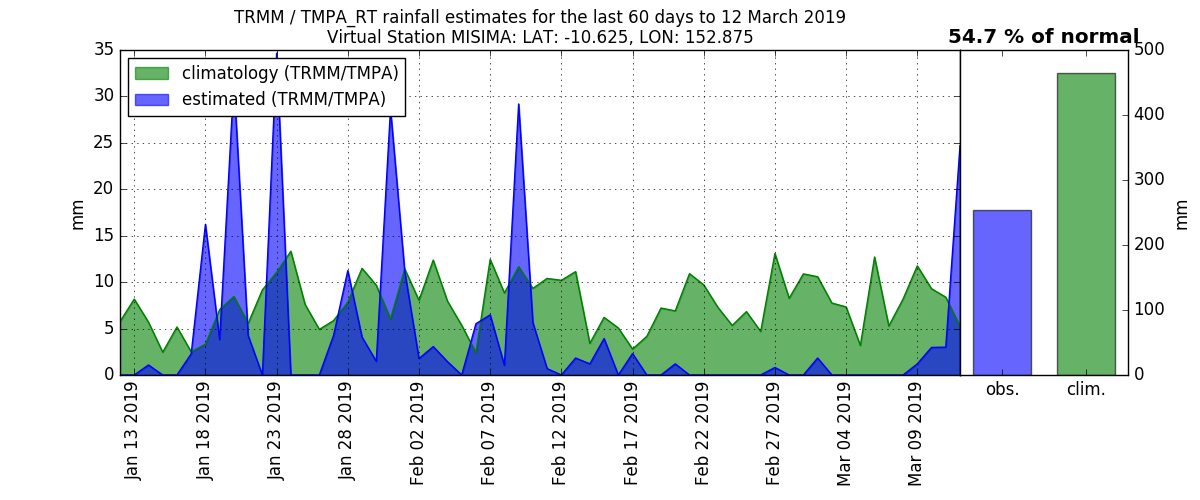 TRMM / TMPA_RT rainfall estimates for the last 60 days to 12 March 2019
Virtual Station MISIMA: LAT: -10.625, LON: 152.875
54.7 % of normal
climatology (TRMM/TMPA)
estimated (TRMM/TMPA)
mm
35
30
25
20
15
10
5
0
500
400
300
200
100
0
mm
Jan 13 2019
Jan 18 2019
Jan 23 2019
Jan 28 2019
Feb 02 2019
Feb 07 2019
Feb 12 2019
Feb 17 2019
Feb 22 2019
Feb 27 2019
Mar 04 2019
Mar 09 2019
obs.
clim.